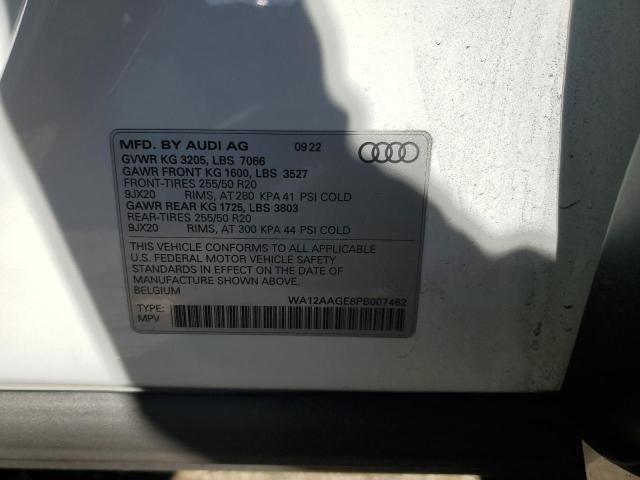 MFD. BY AUDI AG 09 22
GVWR KG 3205, LBS 7066
GAWR FRONT KG 1600, LBS 3527
FRONT-TIRES 255/50 R20
9JX20 RIMS, AT 280 KPA 41 PSI COLD
GAWR REAR KG 1725, LBS 3803
REAR-TIRES 255/50 R20
9JX20 RIMS, AT 300 KPA 44 PSI COLD
THIS VEHICLE CONFORMS TO ALL APPLICABLE
U.S. FEDERAL MOTOR VEHICLE SAFETY
STANDARDS IN EFFECT ON THE DATE OF
MANUFACTURE SHOWN ABOVE.
BELGIUM
WA12AAGE8PB007462
TYPE:
MPV